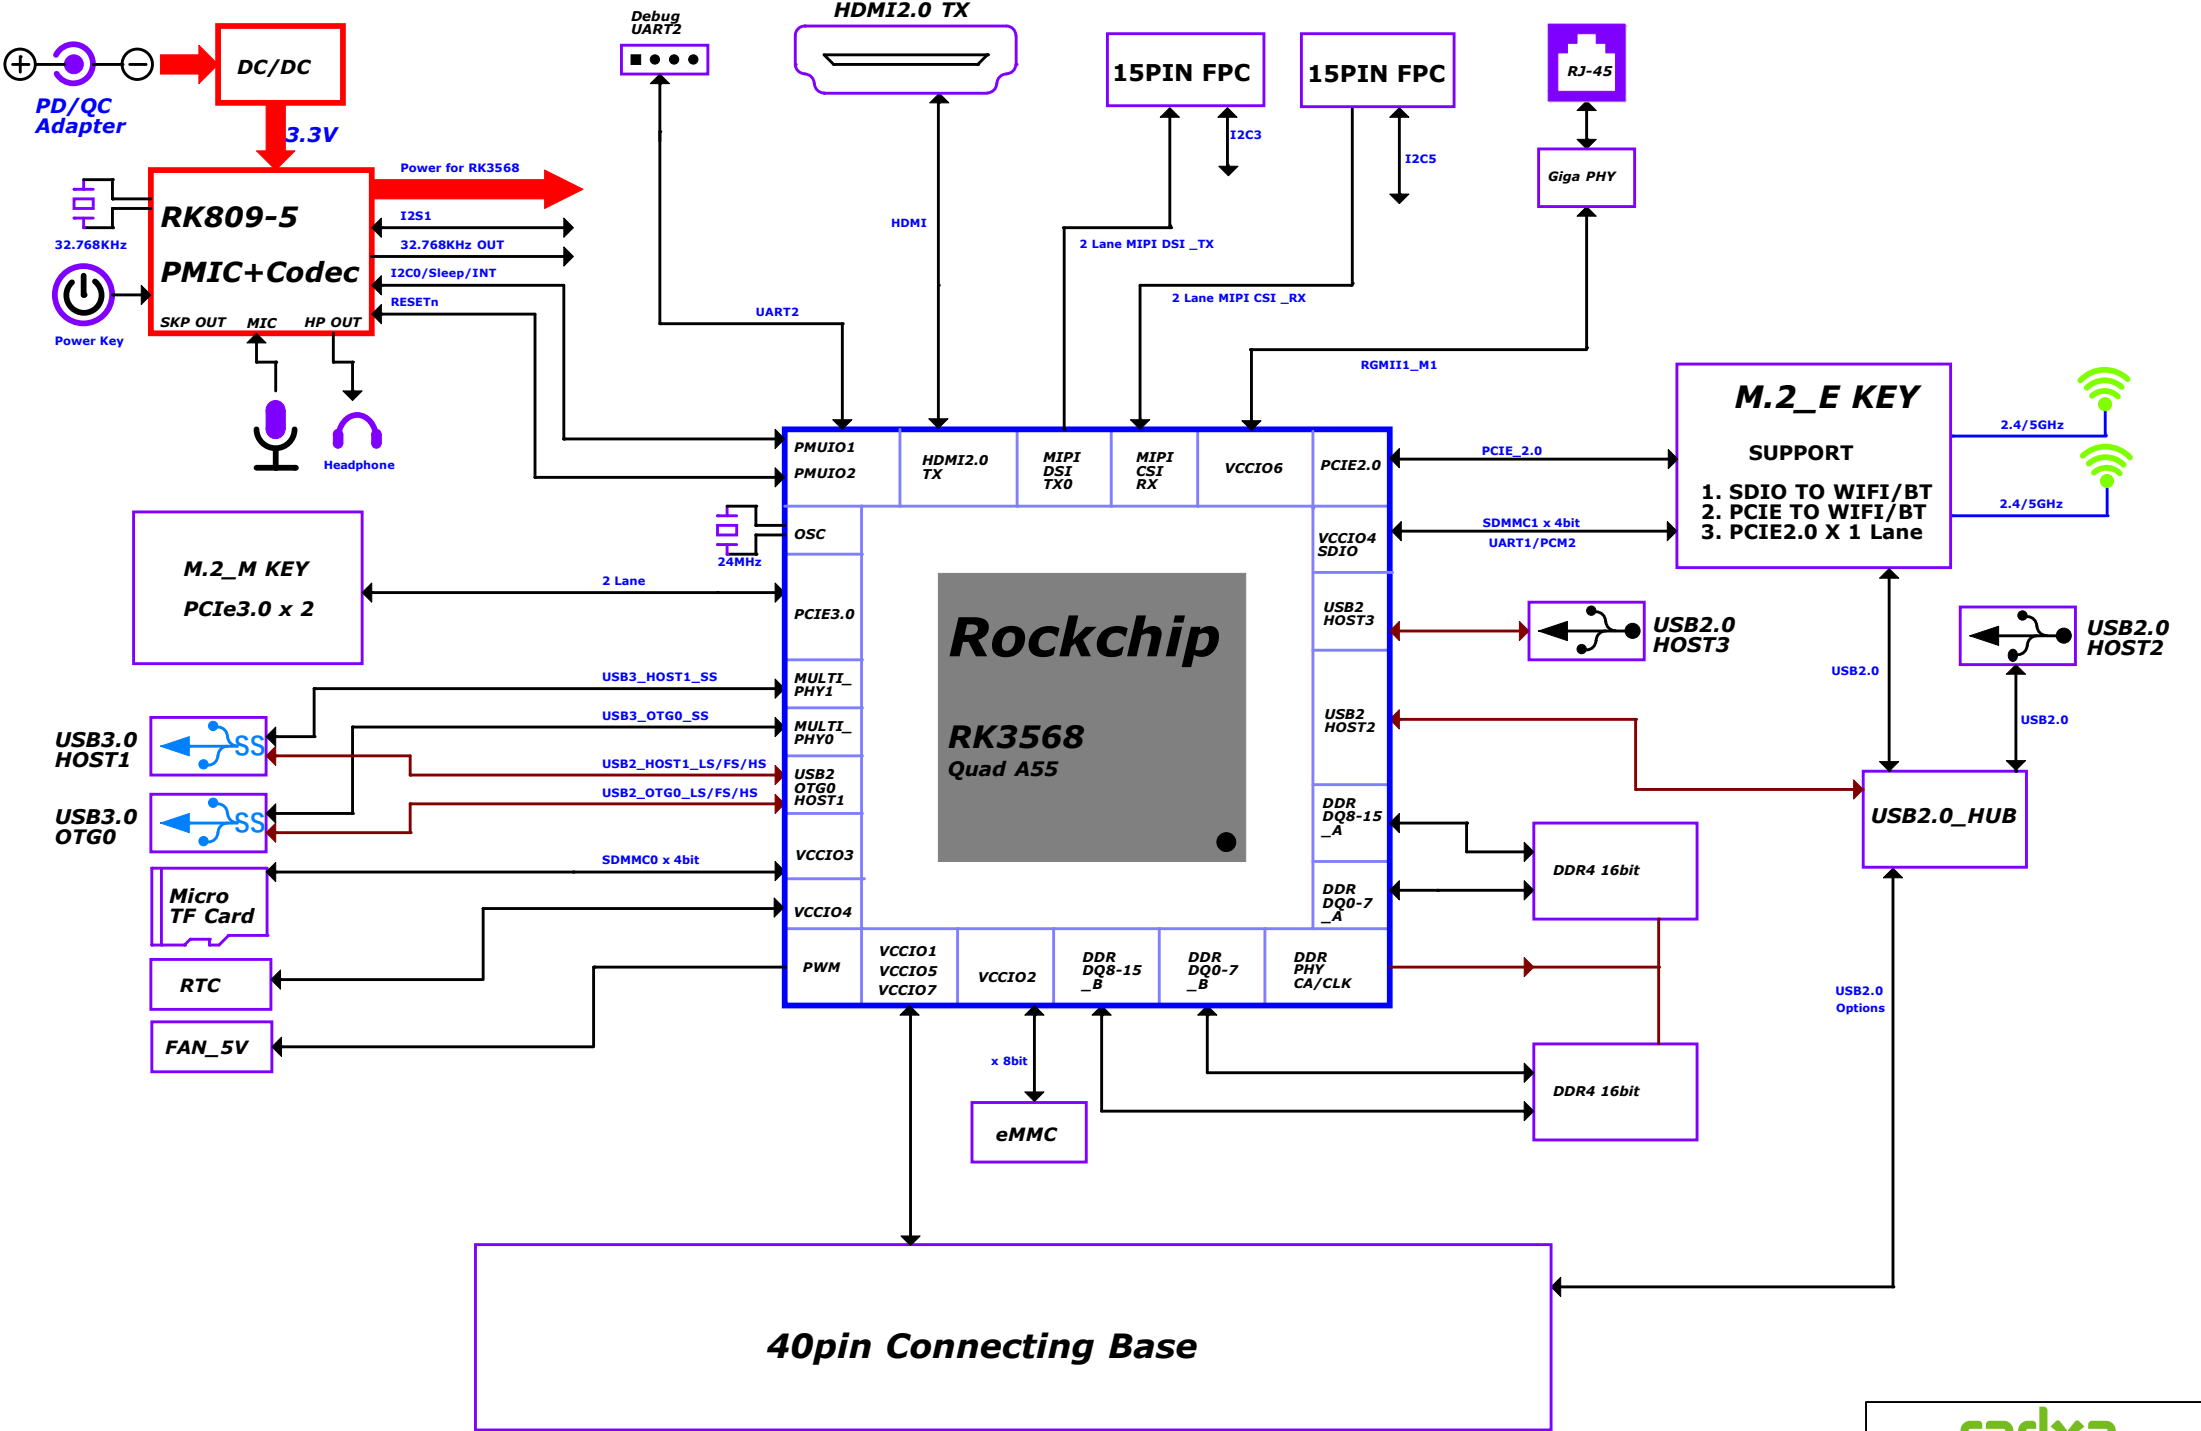 Debug
UART2
HDMI2.0 TX
DC/DC
15PIN FPC
15PIN FPC
RJ-45
PD/QC
Adapter
3.3V
I2C3
I2C5
Giga PHY
Power for RK3568
RK809-5
PMIC+Codec
SKP OUT
MIC
HP OUT
32.768KHz
Power Key
I2S1
32.768KHz OUT
I2C0/Sleep/INT
RESETn
Headphone
UART2
HDMI
2 Lane MIPI DSI _TX
2 Lane MIPI CSI _RX
RGMII1_M1
M.2_E KEY
SUPPORT
1. SDIO TO WIFI/BT
2. PCIE TO WIFI/BT
3. PCIE2.0 X 1 Lane
2.4/5GHz
2.4/5GHz
PCIE_2.0
SDMMC1 x 4bit
UART1/PCM2
PMUIO1
PMUIO2
HDMI2.0
TX
MIPI
DSI
TX0
MIPI
CSI
RX
VCCIO6
PCIE2.0
OSC
24MHz
VCCIO4
SDIO
M.2_M KEY
PCIe3.0 x 2
2 Lane
PCIE3.0
Rockchip
RK3568
Quad A55
USB2
HOST3
USB2.0
HOST3
USB2.0
HOST2
USB2.0
USB2.0
USB2
HOST2
USB3_HOST1_SS
MULTI_
PHY1
USB3_OTG0_SS
MULTI_
PHY0
USB3.0
HOST1
SS
USB2_HOST1_LS/FS/HS
USB2_OTG0_LS/FS/HS
USB2
OTG0
HOST1
USB3.0
OTG0
SS
USB2.0_HUB
DDR
DQ8-15
_A
DDR4 16bit
SDMMC0 x 4bit
VCCIO3
Micro
TF Card
VCCIO4
DDR
DQ0-7
_A
RTC
PWM
VCCIO1
VCCIO5
VCCIO7
VCCIO2
DDR
DQ8-15
_B
DDR
DQ0-7
_B
DDR
PHY
CA/CLK
USB2.0
Options
FAN_5V
x 8bit
eMMC
DDR4 16bit
40pin Connecting Base